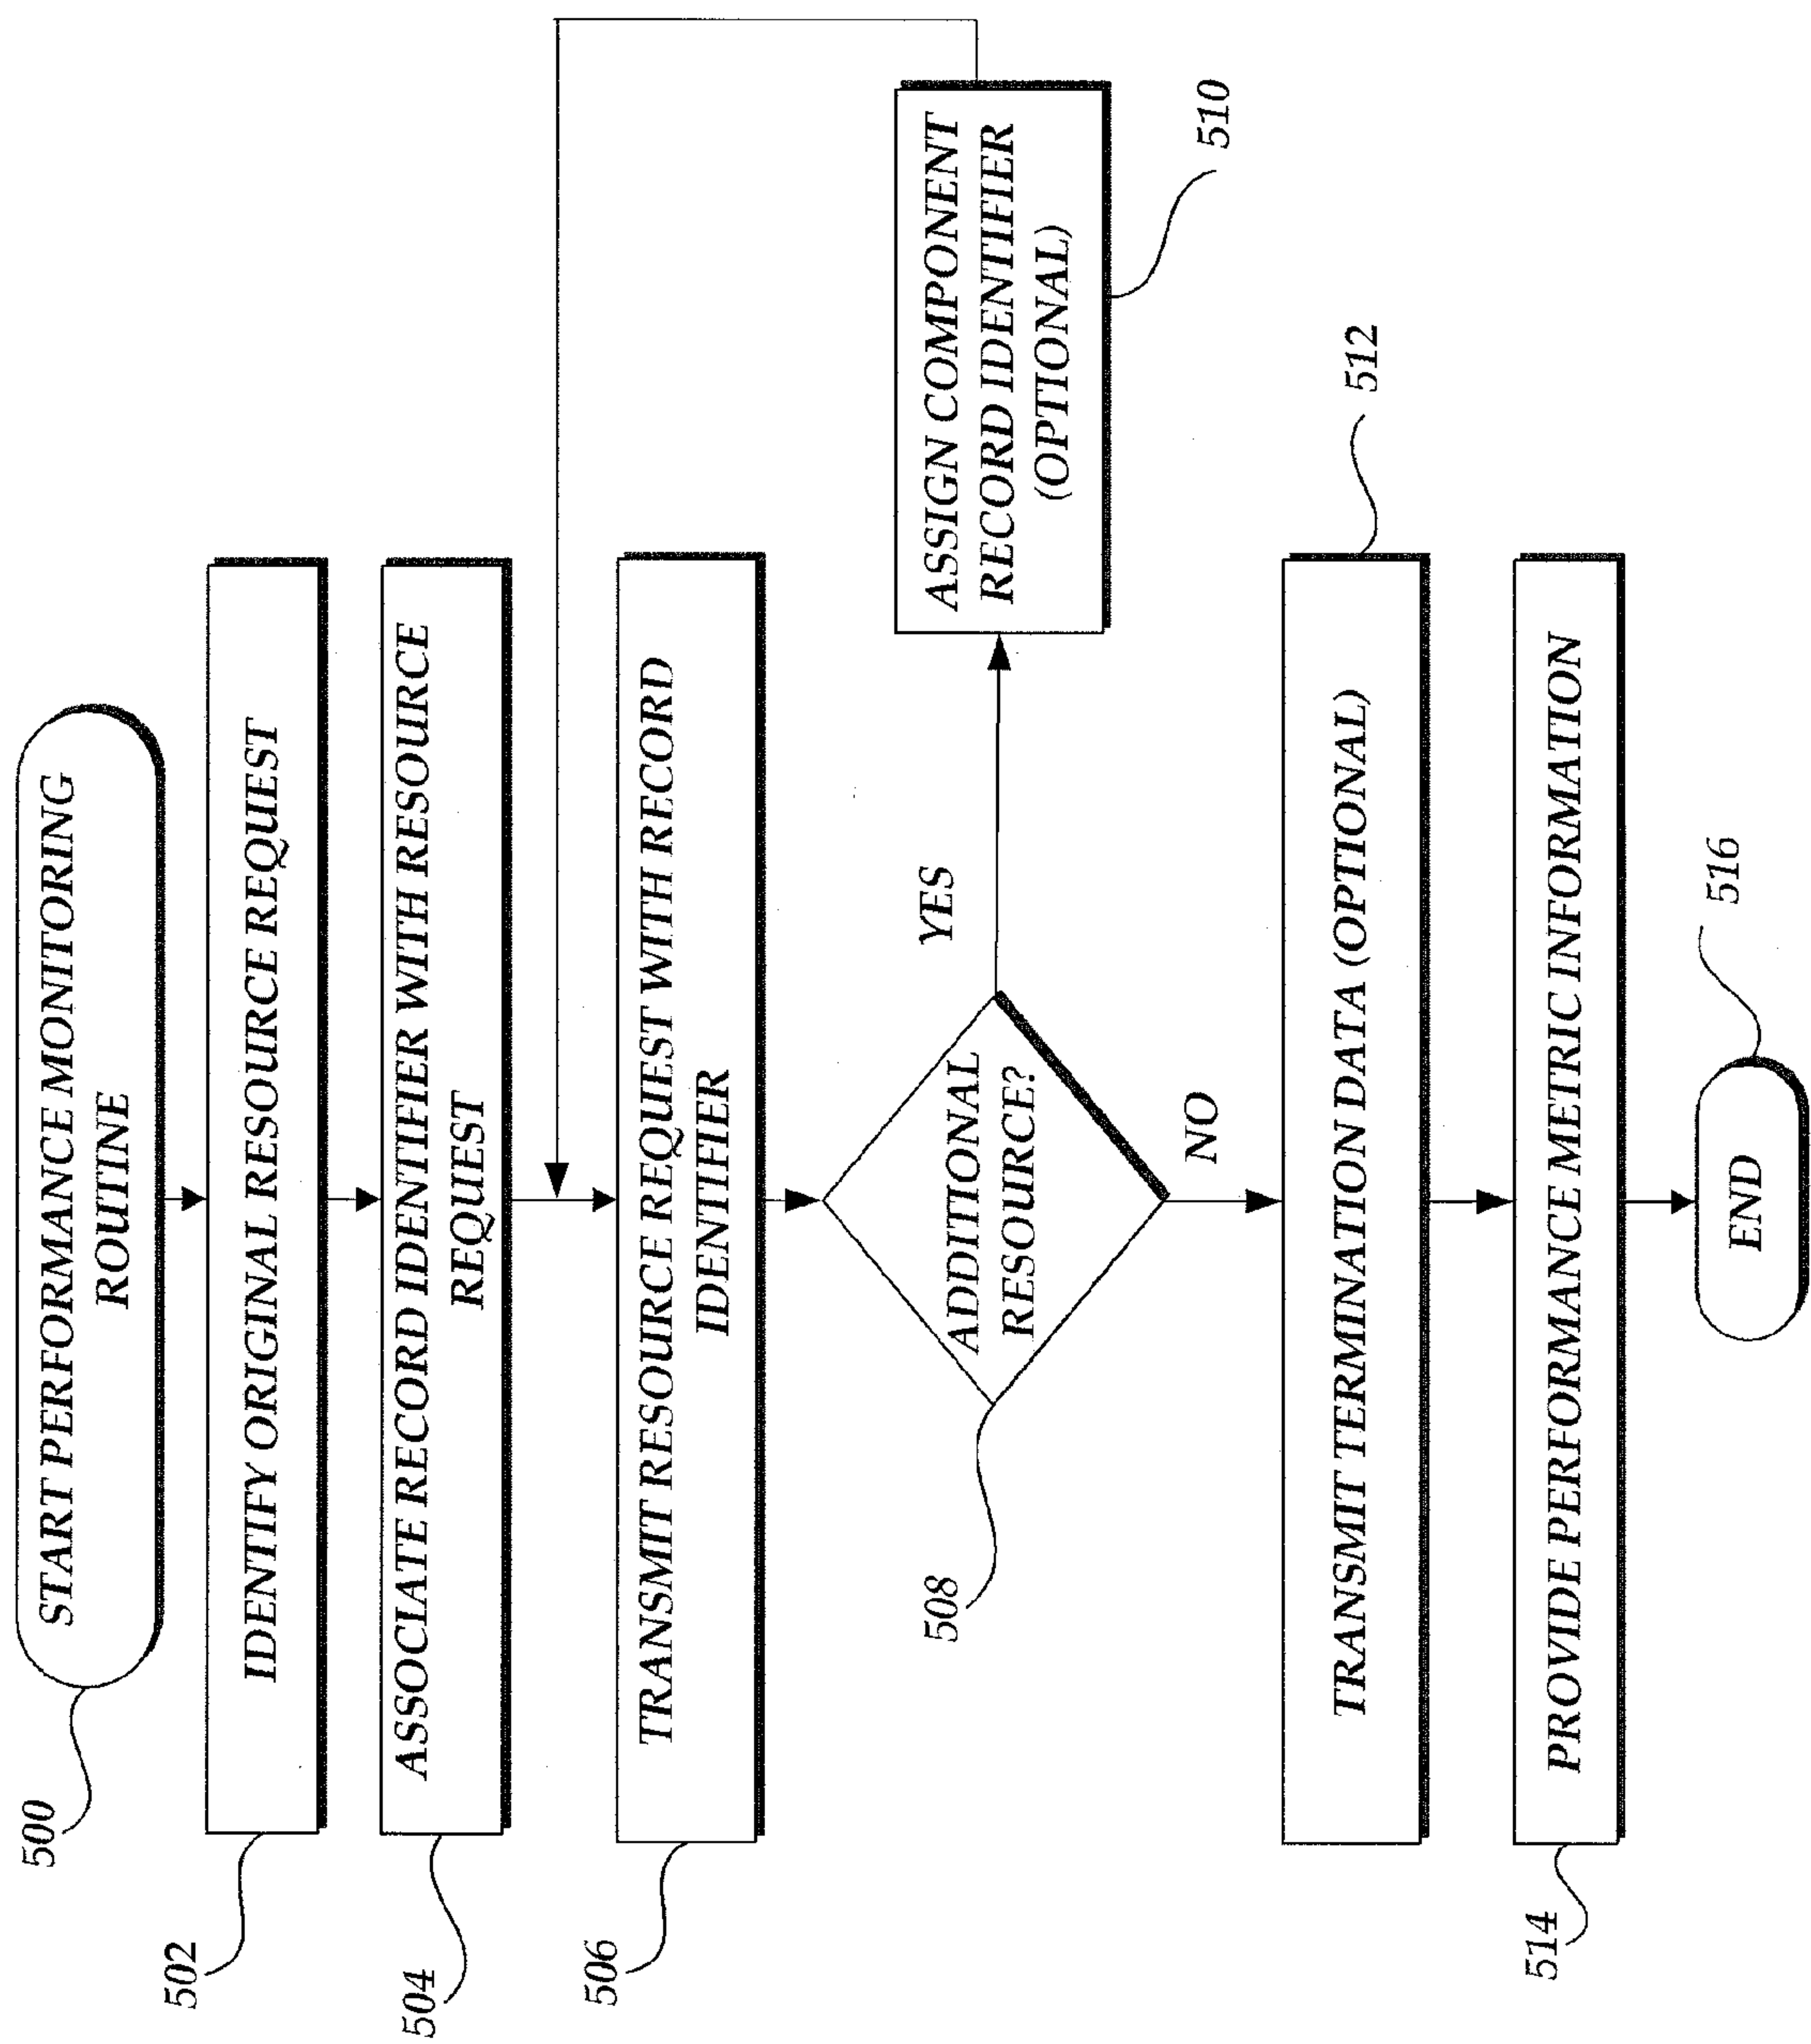 500
START PERFORMANCE MONITORING
ROUTINE
502
IDENTIFY ORIGINAL RESOURCE REQUEST
504
ASSOCIATE RECORD IDENTIFIER WITH RESOURCE
REQUEST
506
TRANSMIT RESOURCE REQUEST WITH RECORD
IDENTIFIER
508
ADDITIONAL
RESOURCE?
YES
ASSIGN COMPONENT
RECORD IDENTIFIER
(OPTIONAL)
510
NO
512
TRANSMIT TERMINATION DATA (OPTIONAL)
514
PROVIDE PERFORMANCE METRIC INFORMATION
516
END